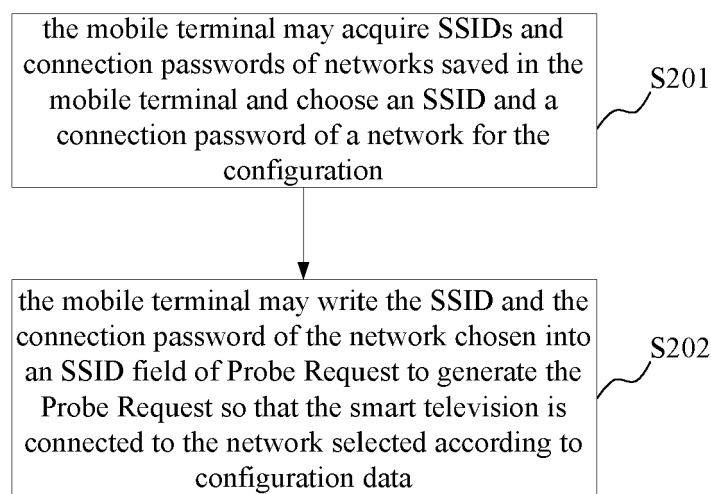 the mobile terminal may acquire SSIDs and
connection passwords of networks saved in the
mobile terminal and choose an SSID and a
connection password of a network for the
configuration
S201
the mobile terminal may write the SSID and the
connection password of the network chosen into
an SSID field of Probe Request to generate the
Probe Request so that the smart television is
connected to the network selected according to
configuration data
S202